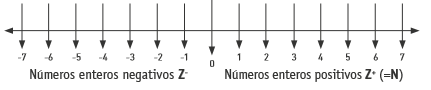 -7 -6 -5 -4 -3 -2 -1 0 1 2 3 4 5 6 7
Números enteros negativos Z⁻ Números enteros positivos Z⁺ (=N)